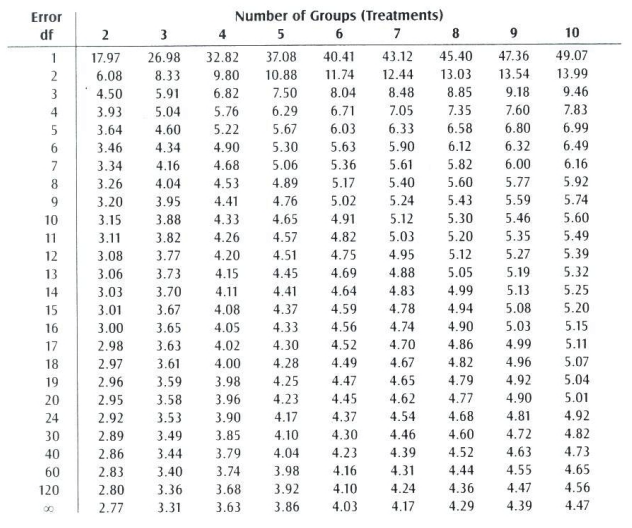 Error Number of Groups (Treatments)
df 2 3 4 5 6 7 8 9 10
1 17.97 26.98 32.82 37.08 40.41 43.12 45.40 47.36 49.07
2 6.08 8.33 9.80 10.88 11.74 12.44 13.03 13.54 13.99
3 4.50 5.91 6.82 7.50 8.04 8.48 8.85 9.18 9.46
4 3.93 5.04 5.76 6.29 6.71 7.05 7.35 7.60 7.83
5 3.64 4.60 5.22 5.67 6.03 6.33 6.58 6.80 6.99
6 3.46 4.34 4.90 5.30 5.63 5.90 6.12 6.32 6.49
7 3.34 4.16 4.68 5.06 5.36 5.61 5.82 6.00 6.16
8 3.26 4.04 4.53 4.89 5.17 5.40 5.60 5.77 5.92
9 3.20 3.95 4.41 4.76 5.02 5.24 5.43 5.59 5.74
10 3.15 3.88 4.33 4.65 4.91 5.12 5.30 5.46 5.60
11 3.11 3.82 4.26 4.57 4.82 5.03 5.20 5.35 5.49
12 3.08 3.77 4.20 4.51 4.75 4.95 5.12 5.27 5.39
13 3.06 3.73 4.15 4.45 4.69 4.88 5.05 5.19 5.32
14 3.03 3.70 4.11 4.41 4.64 4.83 4.99 5.13 5.25
15 3.01 3.67 4.08 4.37 4.59 4.78 4.94 5.08 5.20
16 3.00 3.65 4.05 4.33 4.56 4.74 4.90 5.03 5.15
17 2.98 3.63 4.02 4.30 4.52 4.70 4.86 4.99 5.11
18 2.97 3.61 4.00 4.28 4.49 4.67 4.82 4.96 5.07
19 2.96 3.59 3.98 4.25 4.47 4.65 4.79 4.92 5.04
20 2.95 3.58 3.96 4.23 4.45 4.62 4.77 4.90 5.01
24 2.92 3.53 3.90 4.17 4.37 4.54 4.68 4.81 4.92
30 2.89 3.49 3.85 4.10 4.30 4.46 4.60 4.72 4.82
40 2.86 3.44 3.79 4.04 4.23 4.39 4.52 4.63 4.73
60 2.83 3.40 3.74 3.98 4.16 4.31 4.44 4.55 4.65
120 2.80 3.36 3.68 3.92 4.10 4.24 4.36 4.47 4.56
∞ 2.77 3.31 3.63 3.86 4.03 4.17 4.29 4.39 4.47